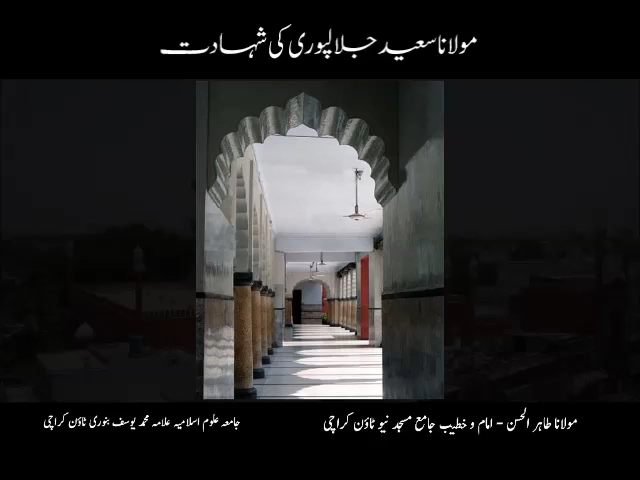 مولانا سعید جلالپوری کی شہادت
مولانا طاہر الحسن - امام و خطیب جامع مسجد نیو ٹاؤن کراچی
جامعہ علوم اسلامیہ علامہ محمد یوسف بنوری ٹاؤن کراچی